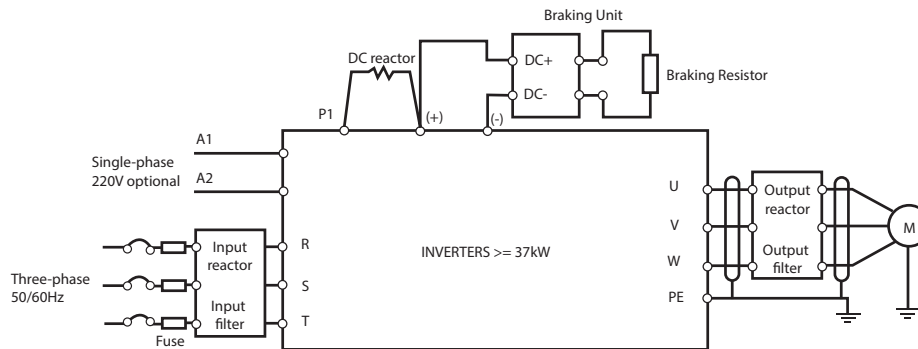 Braking Unit
DC reactor
DC+
DC-
Braking Resistor
P1
(+)
(-)
A1
Single-phase
220V optional
A2
U
V
W
PE
Output
reactor
Output
filter
M
INVERTERS >= 37kW
R
S
T
Input
reactor
Input
filter
Three-phase
50/60Hz
Fuse